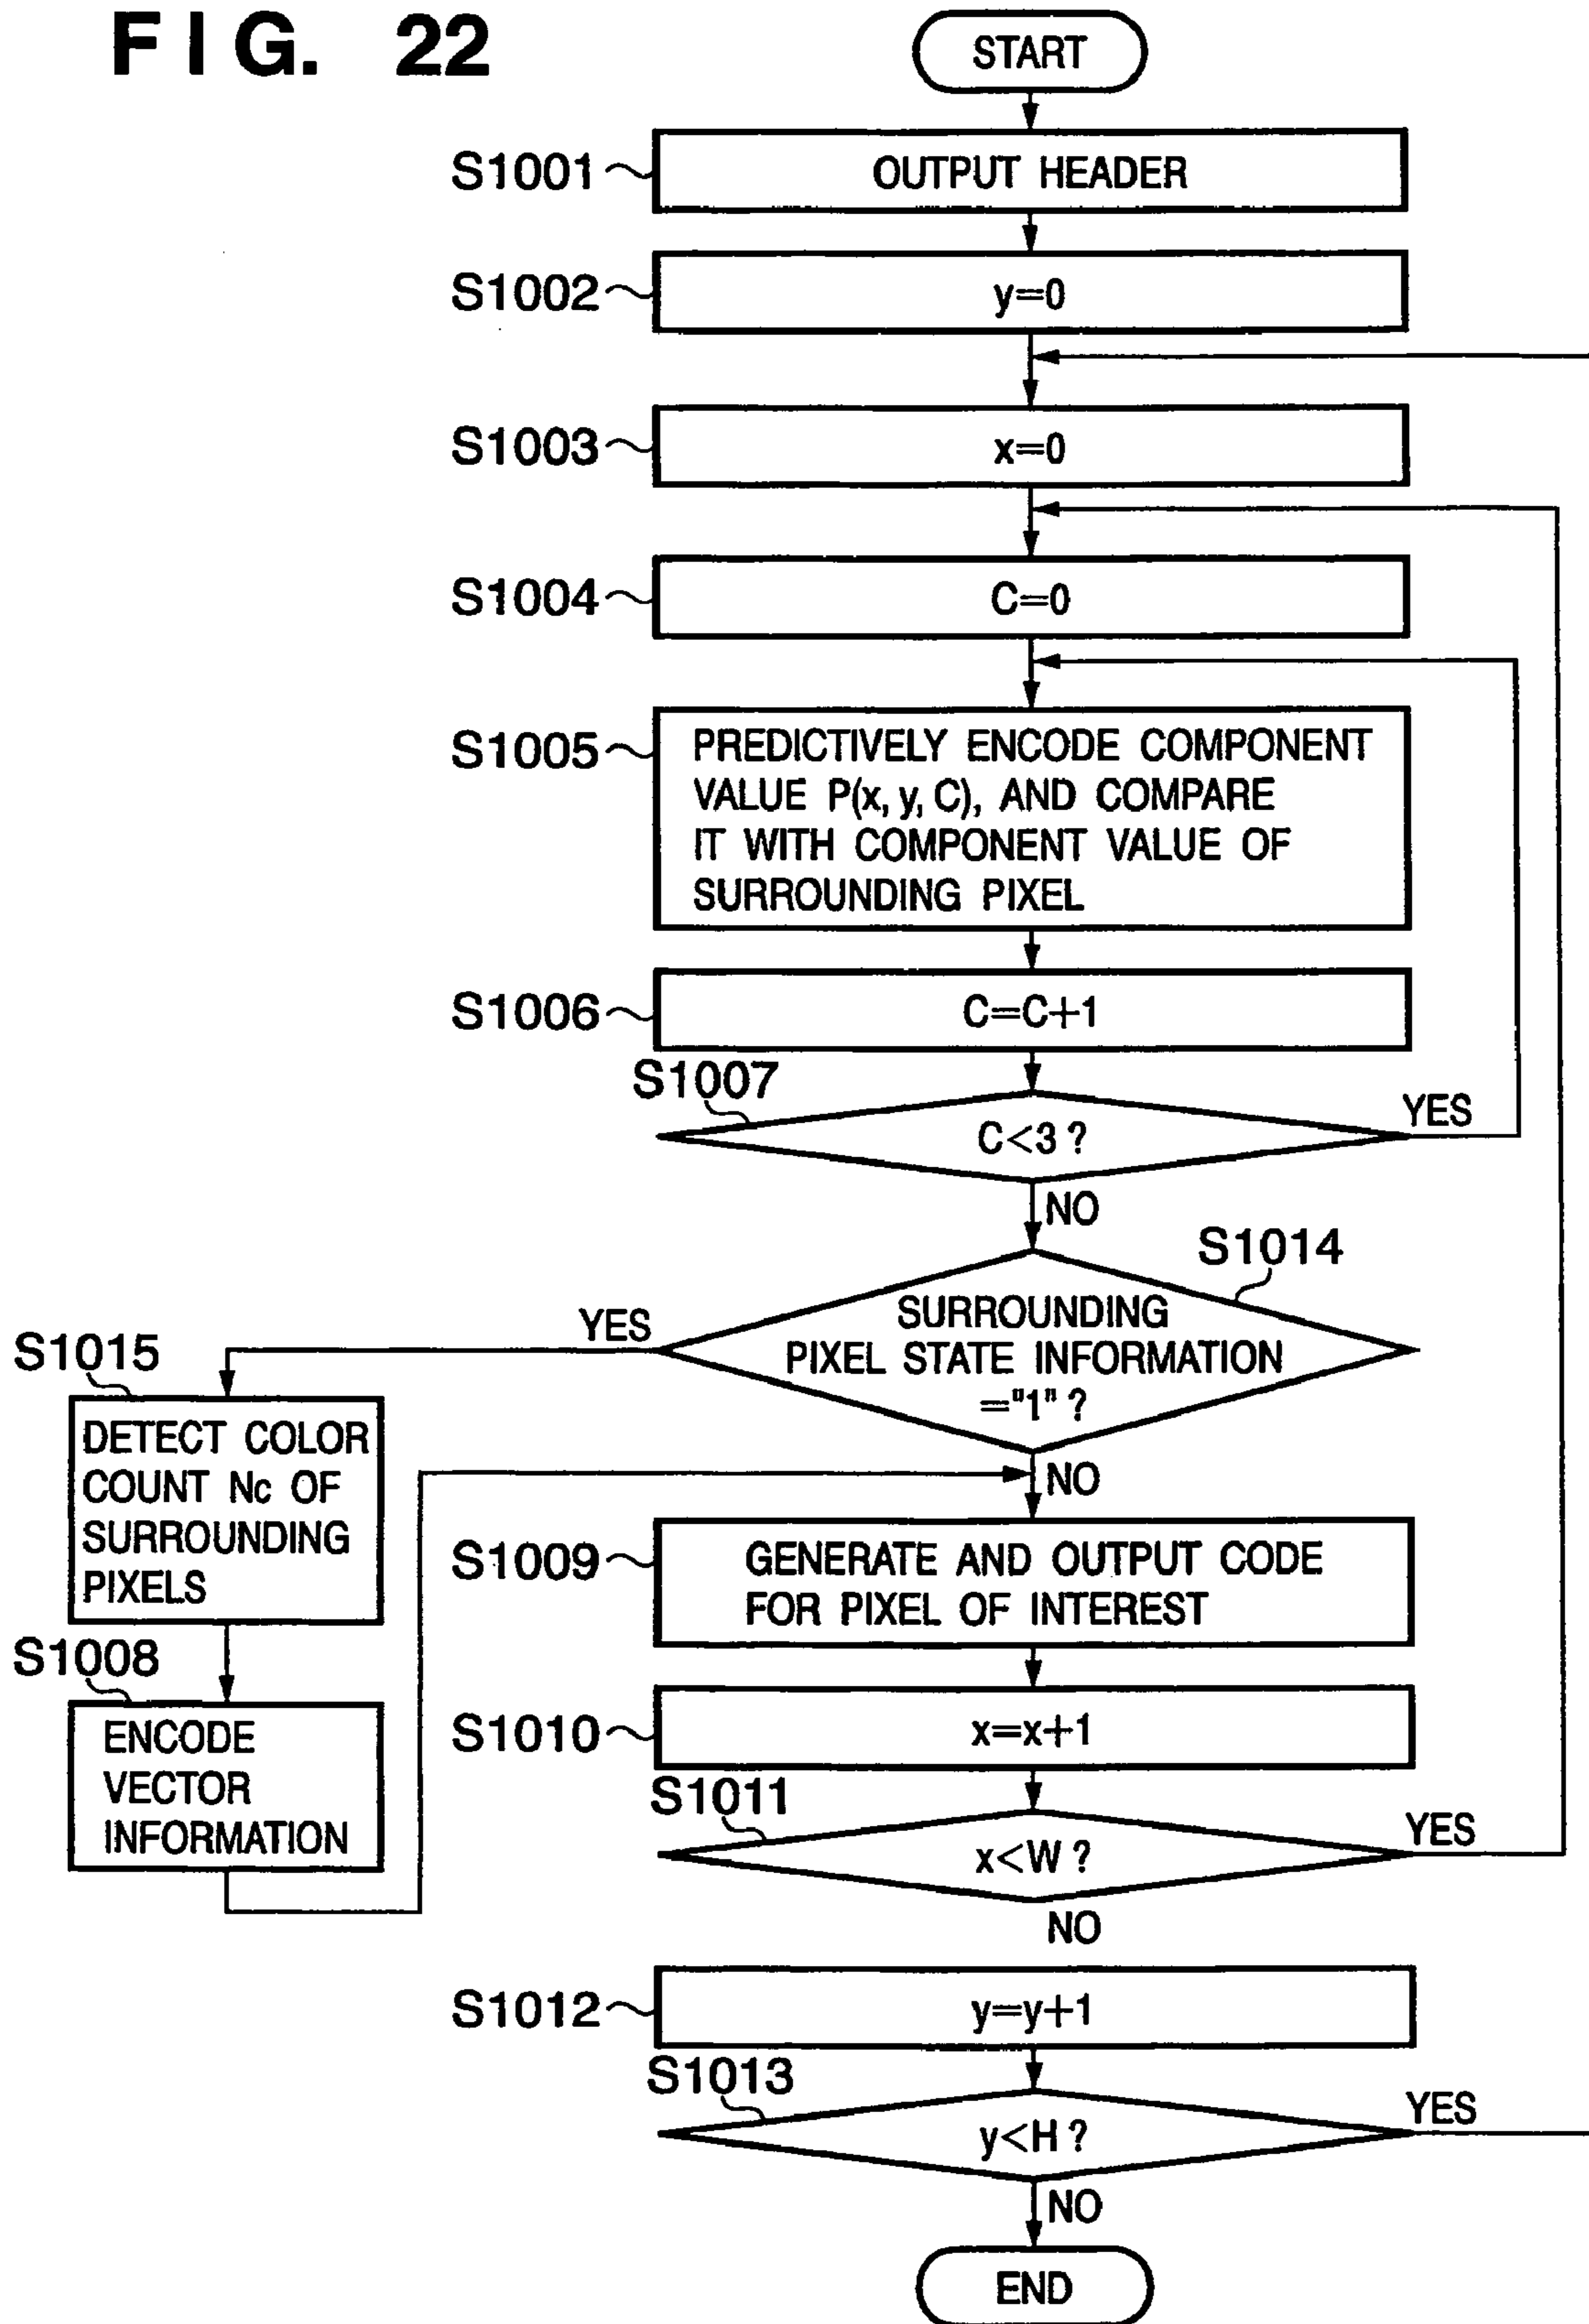 FIG. 22
START
S1001
OUTPUT HEADER
S1002
y=0
S1003
x=0
S1004
C=0
S1005
PREDICTIVELY ENCODE COMPONENT
VALUE P(x, y, C), AND COMPARE
IT WITH COMPONENT VALUE OF
SURROUNDING PIXEL
S1006
C=C+1
S1007
C<3 ?
YES
NO
S1014
SURROUNDING
PIXEL STATE INFORMATION
="1" ?
YES
NO
S1015
DETECT COLOR
COUNT Nc OF
SURROUNDING
PIXELS
S1008
ENCODE
VECTOR
INFORMATION
S1009
GENERATE AND OUTPUT CODE
FOR PIXEL OF INTEREST
S1010
x=x+1
S1011
x<W ?
YES
NO
S1012
y=y+1
S1013
y<H ?
YES
NO
END